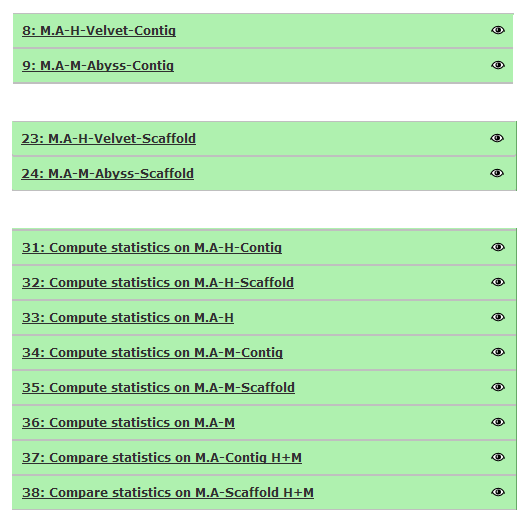 8: M.A-H-Velvet-Contig
9: M.A-M-Abyss-Contig
23: M.A-H-Velvet-Scaffold
24: M.A-M-Abyss-Scaffold
31: Compute statistics on M.A-H-Contig
32: Compute statistics on M.A-H-Scaffold
33: Compute statistics on M.A-H
34: Compute statistics on M.A-M-Contig
35: Compute statistics on M.A-M-Scaffold
36: Compute statistics on M.A-M
37: Compare statistics on M.A-Contig H+M
38: Compare statistics on M.A-Scaffold H+M